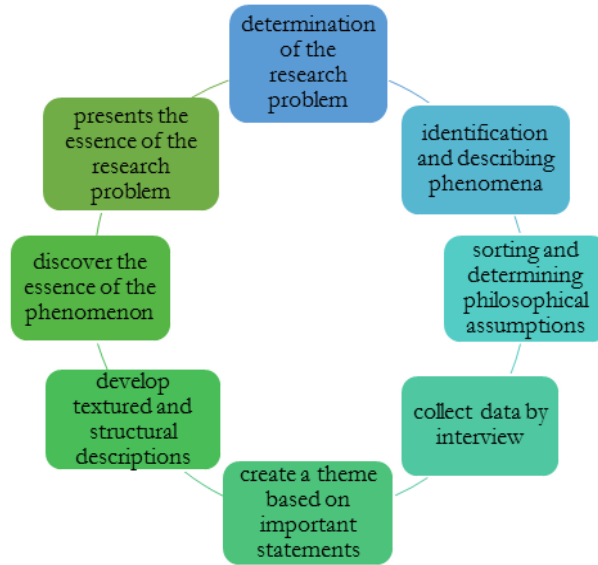 determination
of the
research
problem
identification
and describing
phenomena
sorting and
determining
philosophical
assumptions
collect data by
interview
create a theme
based on
important
statements
develop
textured and
structural
descriptions
discover the
essence of the
phenomenon
presents the
essence of the
research
problem